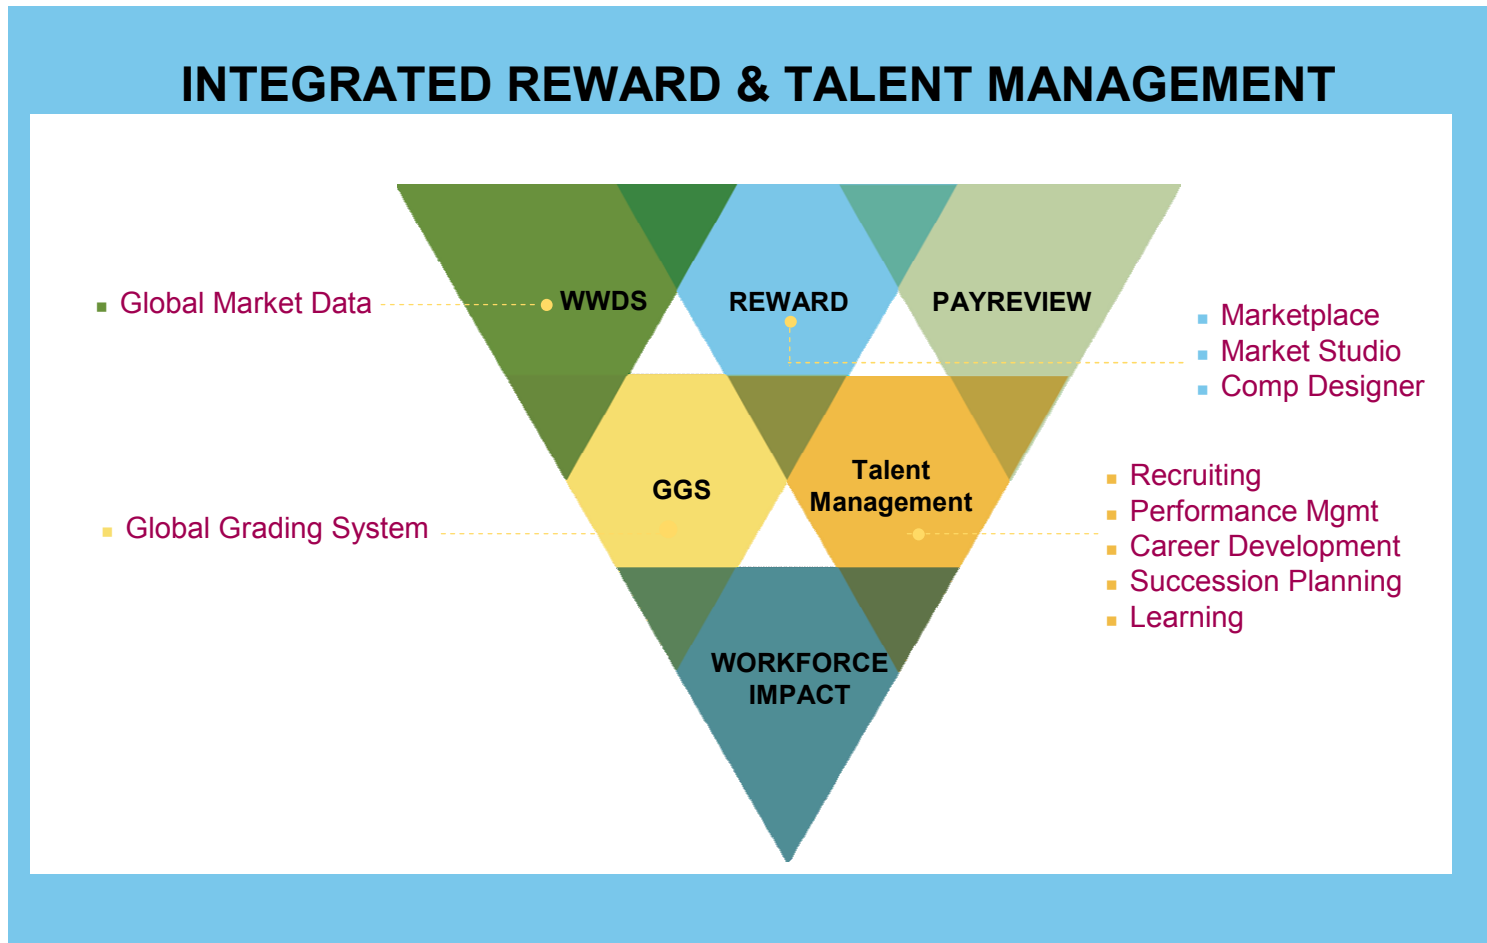 INTEGRATED REWARD & TALENT MANAGEMENT
Global Market Data
WWDS
REWARD
PAYREVIEW
Marketplace
Market Studio
Comp Designer
GGS
Talent
Management
Global Grading System
Recruiting
Performance Mgmt
Career Development
Succession Planning
Learning
WORKFORCE
IMPACT